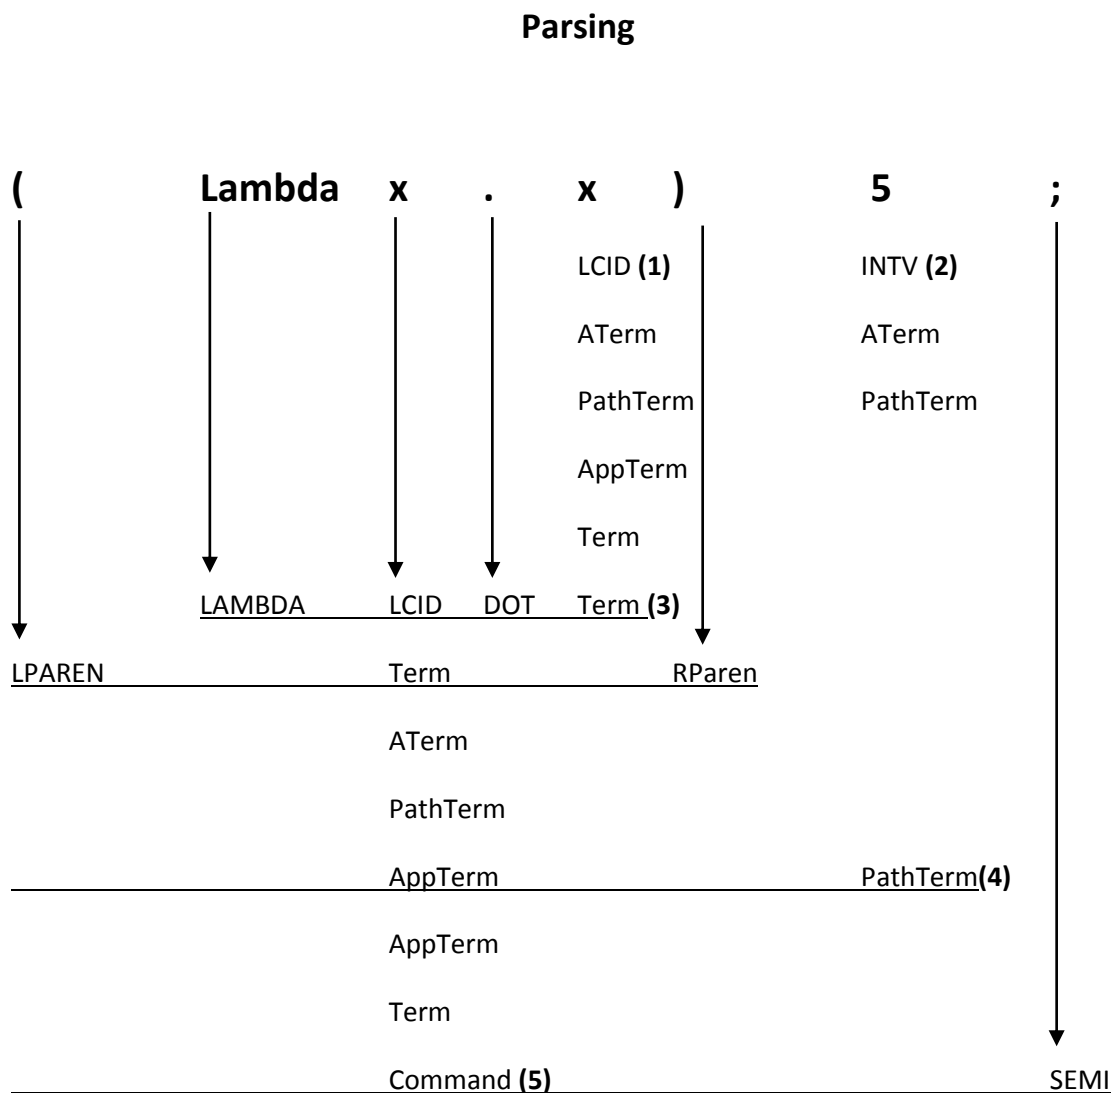 Parsing
( Lambda x . x ) 5 ;
LCID (1) INTV (2)
ATerm ATerm
PathTerm PathTerm
AppTerm
Term
LAMBDA LCID DOT Term (3)
LPAREN Term RParen
ATerm
PathTerm
AppTerm PathTerm(4)
AppTerm
Term
Command (5) SEMI